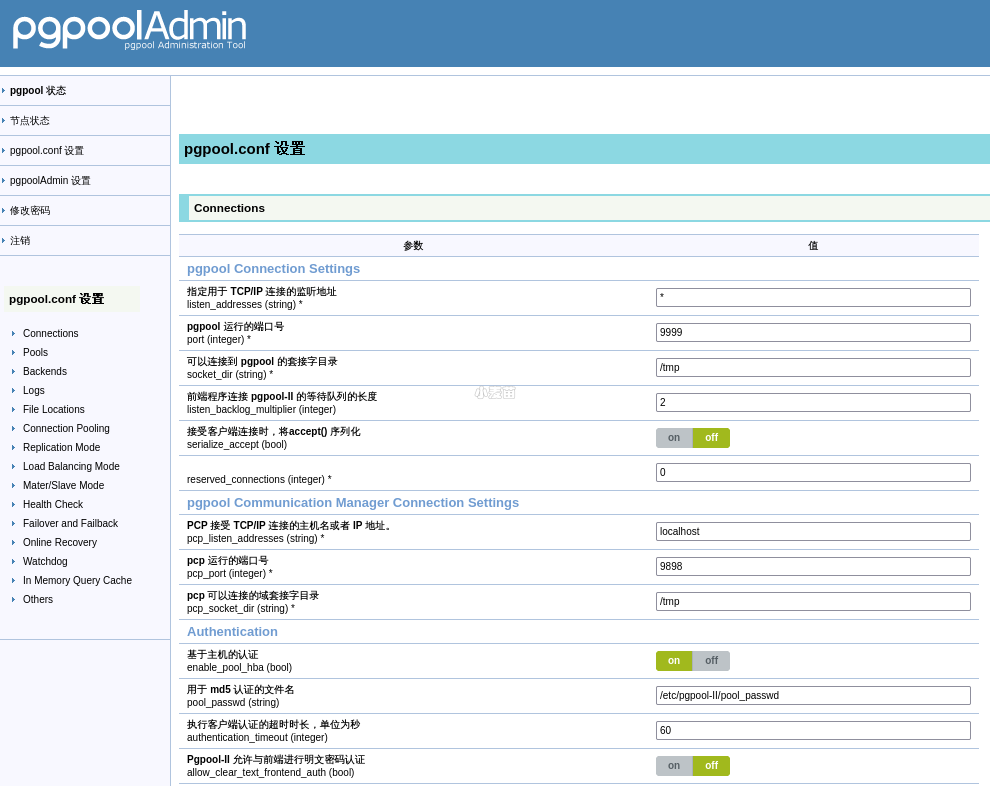 pgpoolAdmin
pgpool Administration Tool
pgpool 状态
节点状态
pgpool.conf 设置
pgpoolAdmin 设置
修改密码
注销
pgpool.conf 设置
Connections
Pools
Backends
Logs
File Locations
Connection Pooling
Replication Mode
Load Balancing Mode
Mater/Slave Mode
Health Check
Failover and Failback
Online Recovery
Watchdog
In Memory Query Cache
Others
pgpool.conf 设置
Connections
参数 值
pgpool Connection Settings
指定用于 TCP/IP 连接的监听地址
listen_addresses (string) *
*
pgpool 运行的端口号
port (integer) *
9999
可以连接到 pgpool 的套接字目录
socket_dir (string) *
/tmp
前端程序连接 pgpool-II 的等待队列的长度
listen_backlog_multiplier (integer)
2
接受客户端连接时，将accept() 序列化
serialize_accept (bool)
on off
reserved_connections (integer) *
0
pgpool Communication Manager Connection Settings
PCP 接受 TCP/IP 连接的主机名或者 IP 地址。
pcp_listen_addresses (string) *
localhost
pcp 运行的端口号
pcp_port (integer) *
9898
pcp 可以连接的域套接字目录
pcp_socket_dir (string) *
/tmp
Authentication
基于主机的认证
enable_pool_hba (bool)
on off
用于 md5 认证的文件名
pool_passwd (string)
/etc/pgpool-II/pool_passwd
执行客户端认证的超时时长，单位为秒
authentication_timeout (integer)
60
Pgpool-II 允许与前端进行明文密码认证
allow_clear_text_frontend_auth (bool)
on off